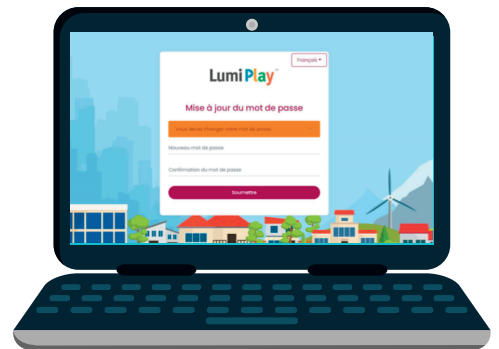 Français
LumiPlay
Mise à jour du mot de passe
Vous devez changer votre mot de passe.
Nouveau mot de passe
Confirmation du mot de passe
Soumettre